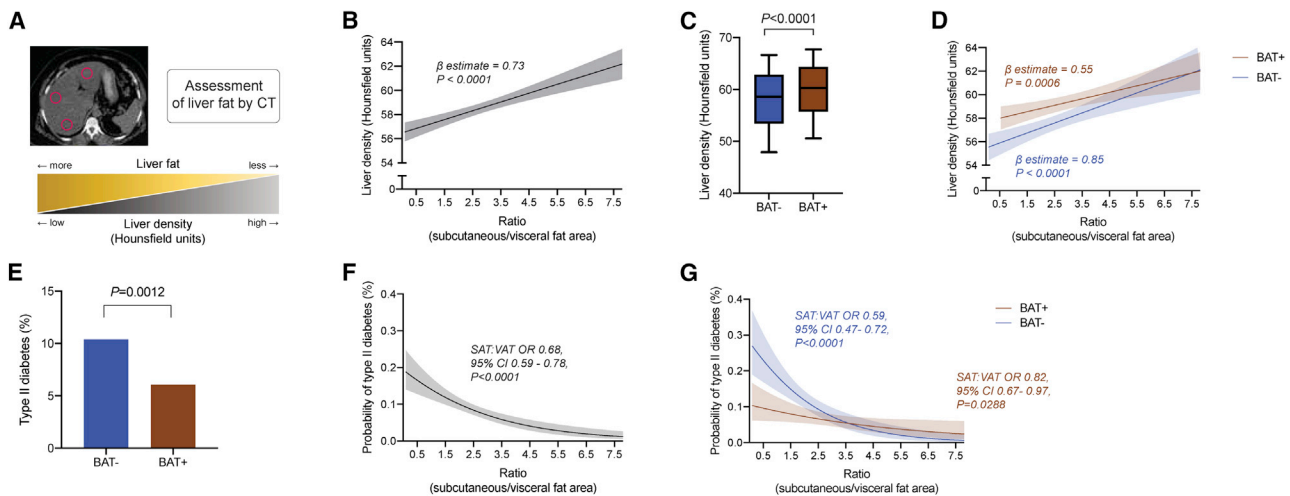 A
Assessment
of liver fat by CT
← more
Liver fat
less →
← low
Liver density
(Hounsfield units)
high →
B
Liver density (Hounsfield units)
64
62
60
58
56
54
0
β estimate = 0.73
P < 0.0001
0.5 1.5 2.5 3.5 4.5 5.5 6.5 7.5
Ratio
(subcutaneous/visceral fat area)
C
P<0.0001
Liver density (Hounsfield units)
70
60
50
40
BAT- BAT+
D
Liver density (Hounsfield units)
64
62
60
58
56
54
0
β estimate = 0.55
P = 0.0006
β estimate = 0.85
P < 0.0001
BAT+
BAT-
0.5 1.5 2.5 3.5 4.5 5.5 6.5 7.5
Ratio
(subcutaneous/visceral fat area)
E
P=0.0012
Type II diabetes (%)
15
10
5
0
BAT- BAT+
F
Probability of type II diabetes (%)
0.4
0.3
0.2
0.1
0.0
SAT:VAT OR 0.68,
95% CI 0.59 - 0.78,
P<0.0001
0.5 1.5 2.5 3.5 4.5 5.5 6.5 7.5
Ratio
(subcutaneous/visceral fat area)
G
Probability of type II diabetes (%)
0.4
0.3
0.2
0.1
0.0
SAT:VAT OR 0.59,
95% CI 0.47- 0.72,
P<0.0001
BAT+
BAT-
SAT:VAT OR 0.82,
95% CI 0.67- 0.97,
P=0.0288
0.5 1.5 2.5 3.5 4.5 5.5 6.5 7.5
Ratio
(subcutaneous/visceral fat area)